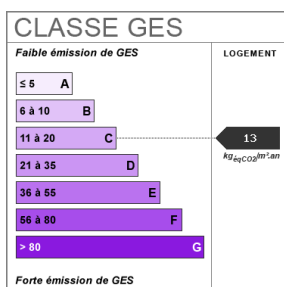 CLASSE GES
Faible émission de GES
LOGEMENT
≤ 5 A
6 à 10 B
11 à 20 C
13
kgéqCO2/m².an
21 à 35 D
36 à 55 E
56 à 80 F
> 80 G
Forte émission de GES